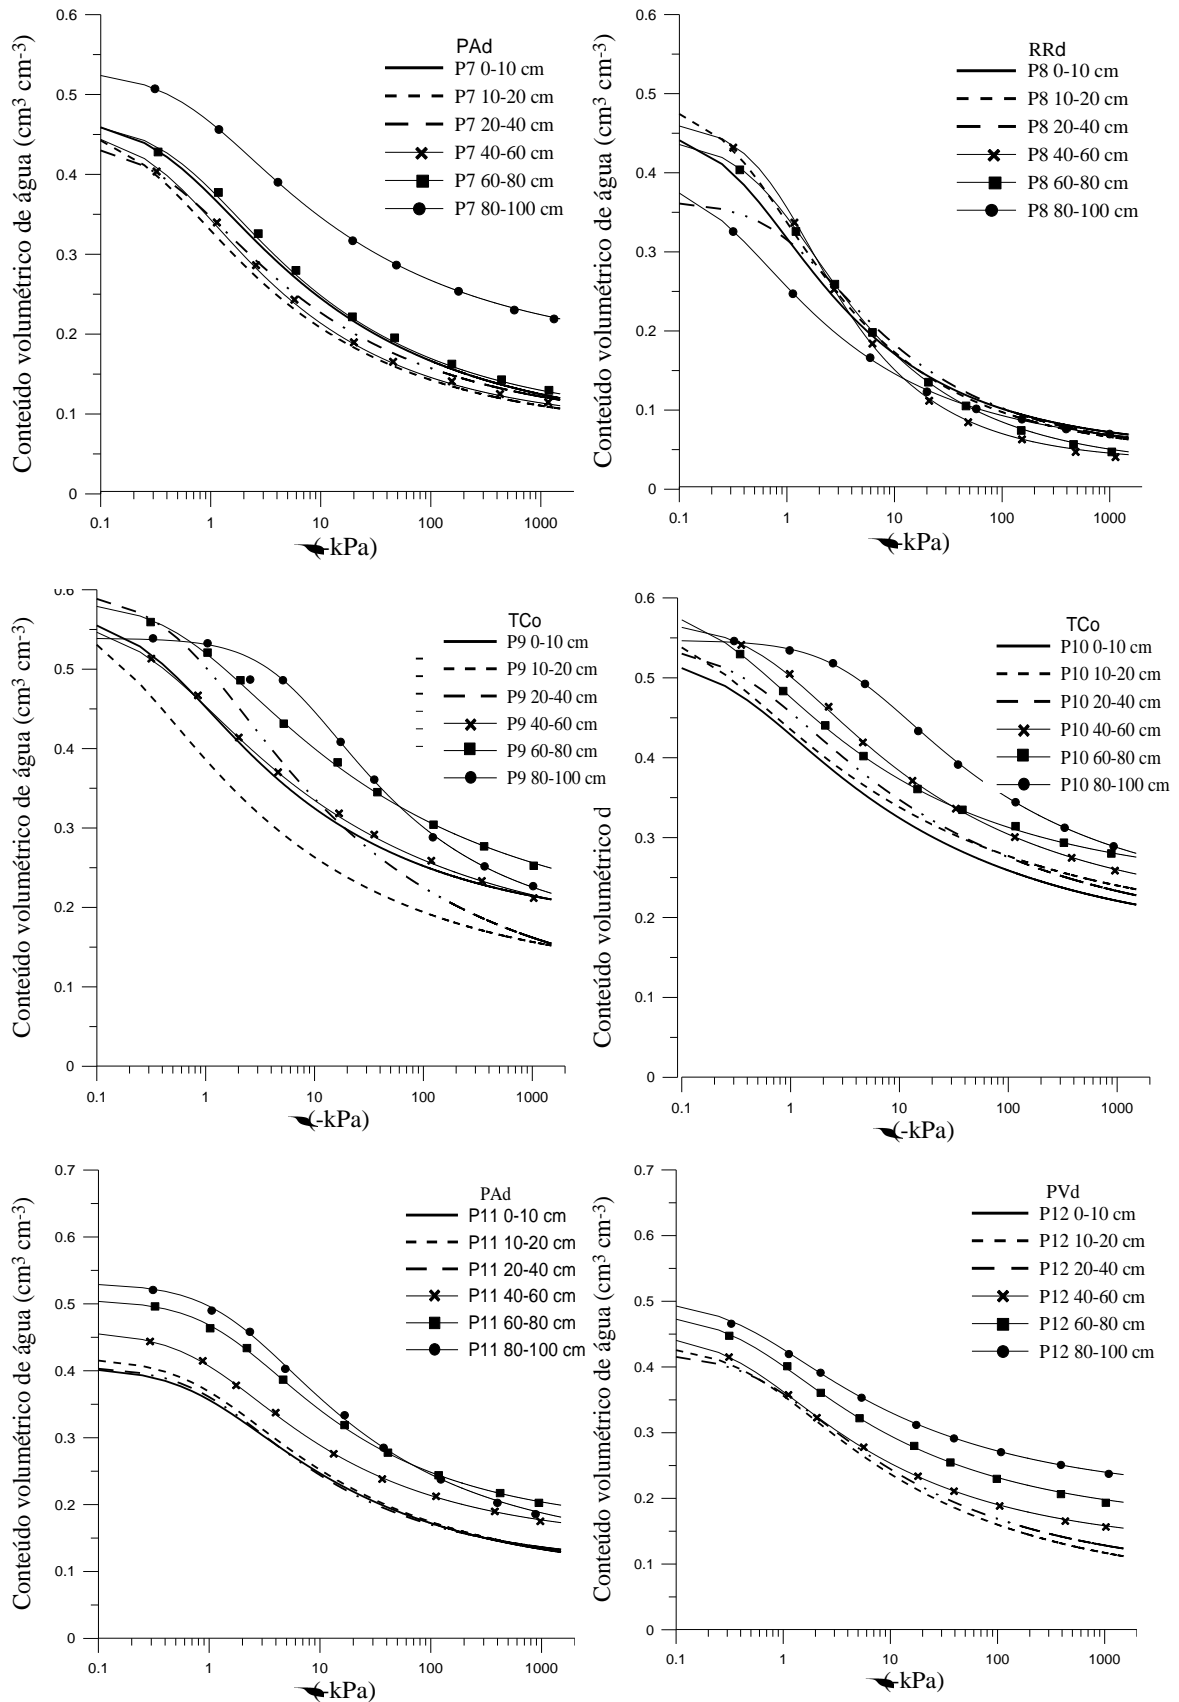 0.6
0.5
0.4
0.3
0.2
0.1
0
Conteúdo volumétrico de água (cm³ cm⁻³)
PAd
P7 0-10 cm
P7 10-20 cm
P7 20-40 cm
P7 40-60 cm
P7 60-80 cm
P7 80-100 cm
0.1 1 10 100 1000
(-kPa)
0.6
0.5
0.4
0.3
0.2
0.1
0
Conteúdo volumétrico de água (cm³ cm⁻³)
RRd
P8 0-10 cm
P8 10-20 cm
P8 20-40 cm
P8 40-60 cm
P8 60-80 cm
P8 80-100 cm
0.1 1 10 100 1000
(-kPa)
0.6
0.5
0.4
0.3
0.2
0.1
0
Conteúdo volumétrico de água (cm³ cm⁻³)
TCo
P9 0-10 cm
P9 10-20 cm
P9 20-40 cm
P9 40-60 cm
P9 60-80 cm
P9 80-100 cm
0.1 1 10 100 1000
(-kPa)
0.6
0.5
0.4
0.3
0.2
0.1
0
Conteúdo volumétrico d
TCo
P10 0-10 cm
P10 10-20 cm
P10 20-40 cm
P10 40-60 cm
P10 60-80 cm
P10 80-100 cm
0.1 1 10 100 1000
(-kPa)
0.7
0.6
0.5
0.4
0.3
0.2
0.1
0
Conteúdo volumétrico de água (cm³ cm⁻³)
PAd
P11 0-10 cm
P11 10-20 cm
P11 20-40 cm
P11 40-60 cm
P11 60-80 cm
P11 80-100 cm
0.1 1 10 100 1000
(-kPa)
0.7
0.6
0.5
0.4
0.3
0.2
0.1
0
Conteúdo volumétrico de água (cm³ cm⁻³)
PVd
P12 0-10 cm
P12 10-20 cm
P12 20-40 cm
P12 40-60 cm
P12 60-80 cm
P12 80-100 cm
0.1 1 10 100 1000
(-kPa)